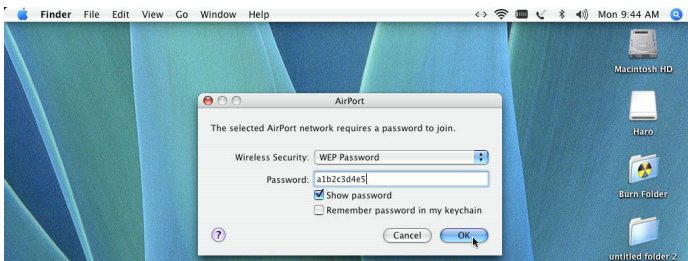 Finder File Edit View Go Window Help Mon 9:44 AM
Macintosh HD
AirPort
The selected AirPort network requires a password to join.
Haro
Wireless Security: WEP Password
Password: a1b2c3d4e5
Show password
Burn Folder
Remember password in my keychain
? Cancel OK
untitled folder 2